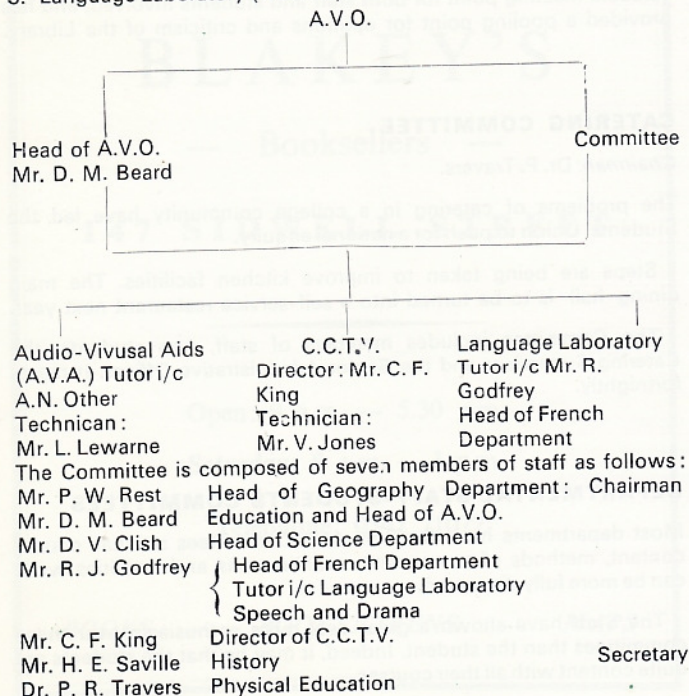 A.V.O.
Head of A.V.O.
Mr. D. M. Beard
Committee
Audio-Vivusal Aids
(A.V.A.) Tutor i/c
A.N. Other
Technican:
Mr. L. Lewarne
C.C.T.V.
Director: Mr. C. F.
King
Technician:
Mr. V. Jones
Language Laboratory
Tutor i/c Mr. R.
Godfrey
Head of French
Department
The Committee is composed of seven members of staff as follows:
Mr. P. W. Rest Head of Geography Department: Chairman
Mr. D. M. Beard Education and Head of A.V.O.
Mr. D. V. Clish Head of Science Department
Mr. R. J. Godfrey { Head of French Department
Tutor i/c Language Laboratory
Speech and Drama
Mr. C. F. King Director of C.C.T.V.
Mr. H. E. Saville History Secretary
Dr. P. R. Travers Physical Education